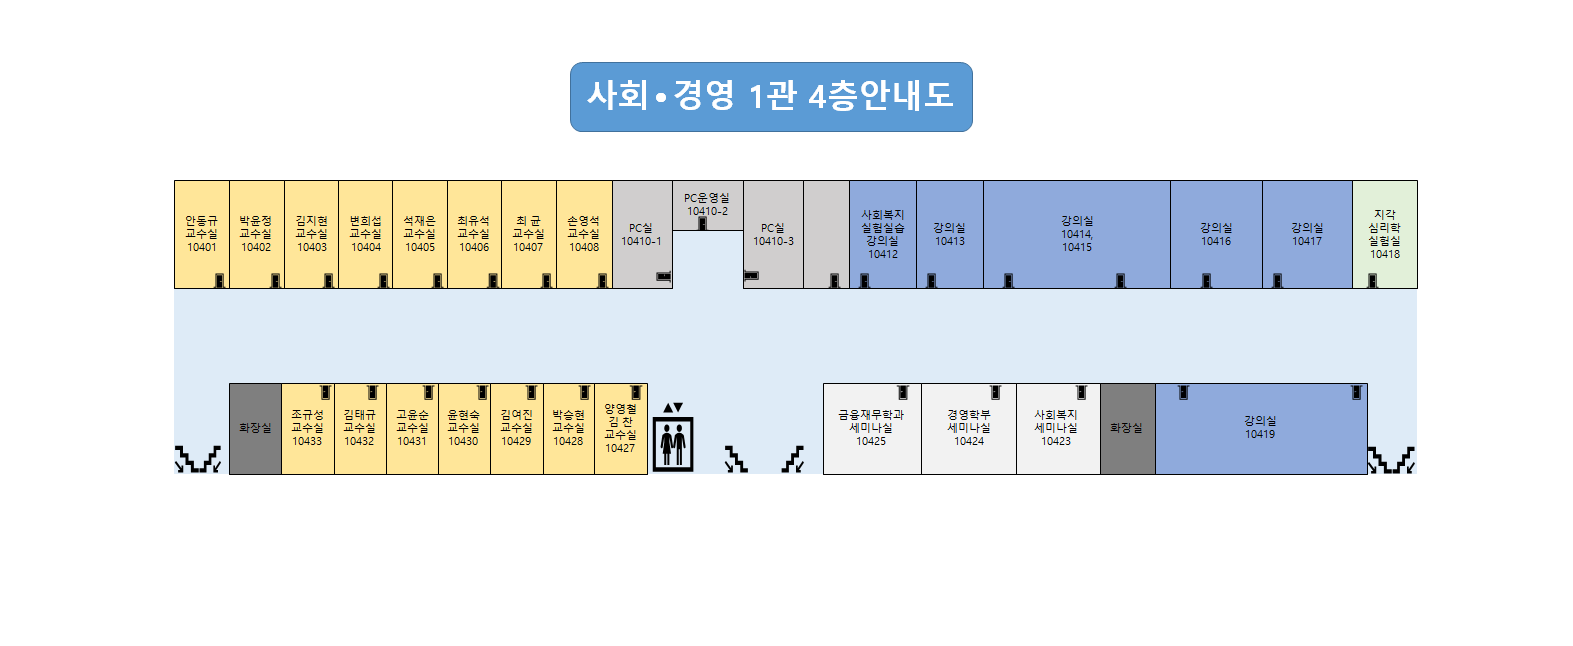 사회•경영 1관 4층안내도
안동규
교수실
10401
박윤정
교수실
10402
김지현
교수실
10403
변희섭
교수실
10404
석재은
교수실
10405
최유석
교수실
10406
최 균
교수실
10407
손영석
교수실
10408
PC실
10410-1
PC운영실
10410-2
PC실
10410-3
사회복지
실험실습
강의실
10412
강의실
10413
강의실
10414,
10415
강의실
10416
강의실
10417
지각
심리학
실험실
10418
화장실
조규성
교수실
10433
김태규
교수실
10432
고윤순
교수실
10431
윤현숙
교수실
10430
김여진
교수실
10429
박승현
교수실
10428
양영철
김 찬
교수실
10427
금융재무학과
세미나실
10425
경영학부
세미나실
10424
사회복지
세미나실
10423
화장실
강의실
10419